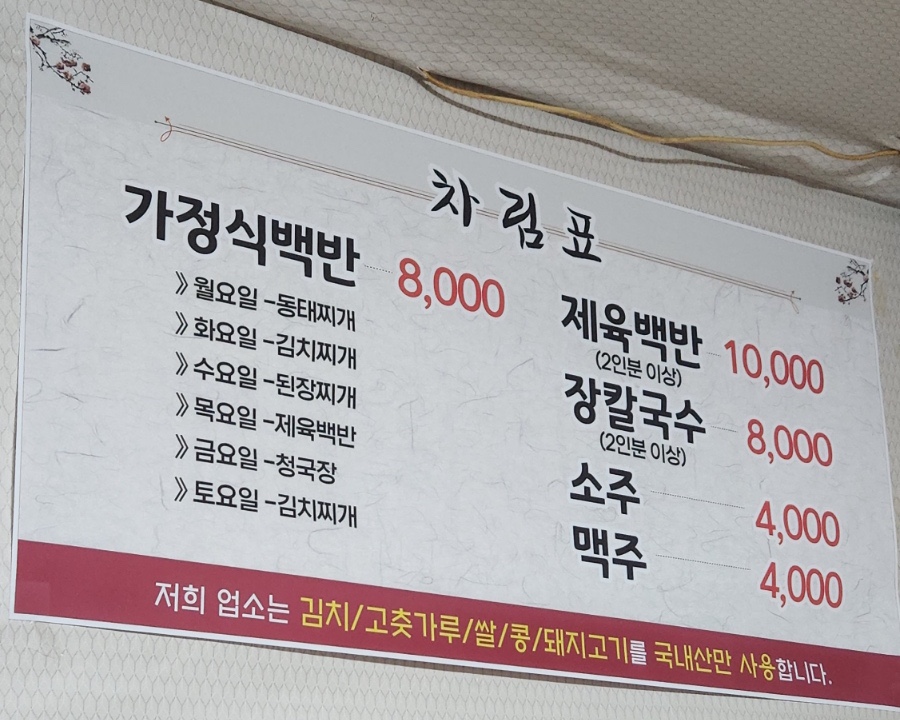 차림표
가정식백반 8,000
》월요일 -동태찌개
》화요일 -김치찌개
》수요일 -된장찌개
》목요일 -제육백반
》금요일 -청국장
》토요일 -김치찌개
제육백반 10,000
(2인분 이상)
장칼국수 8,000
(2인분 이상)
소주 4,000
맥주 4,000
저희 업소는 김치/고춧가루/쌀/콩/돼지고기를 국내산만 사용합니다.